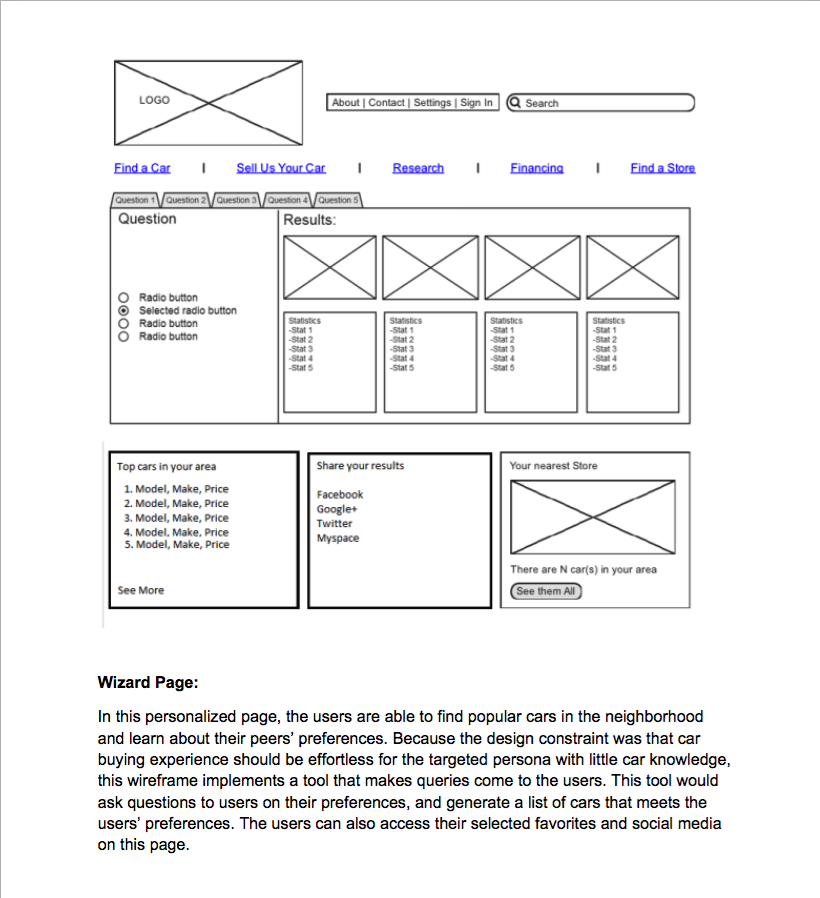 LOGO
About | Contact | Settings | Sign In
Search
Find a Car | Sell Us Your Car | Research | Financing | Find a Store
Question 1 Question 2 Question 3 Question 4 Question 5
Question
Radio button
Selected radio button
Radio button
Radio button
Results:
Statistics
-Stat 1
-Stat 2
-Stat 3
-Stat 4
-Stat 5
Statistics
-Stat 1
-Stat 2
-Stat 3
-Stat 4
-Stat 5
Statistics
-Stat 1
-Stat 2
-Stat 3
-Stat 4
-Stat 5
Statistics
-Stat 1
-Stat 2
-Stat 3
-Stat 4
-Stat 5
Top cars in your area
1. Model, Make, Price
2. Model, Make, Price
3. Model, Make, Price
4. Model, Make, Price
5. Model, Make, Price
See More
Share your results
Facebook
Google+
Twitter
Myspace
Your nearest Store
There are N car(s) in your area
See them All
Wizard Page:
In this personalized page, the users are able to find popular cars in the neighborhood
and learn about their peers’ preferences. Because the design constraint was that car
buying experience should be effortless for the targeted persona with little car knowledge,
this wireframe implements a tool that makes queries come to the users. This tool would
ask questions to users on their preferences, and generate a list of cars that meets the
users’ preferences. The users can also access their selected favorites and social media
on this page.